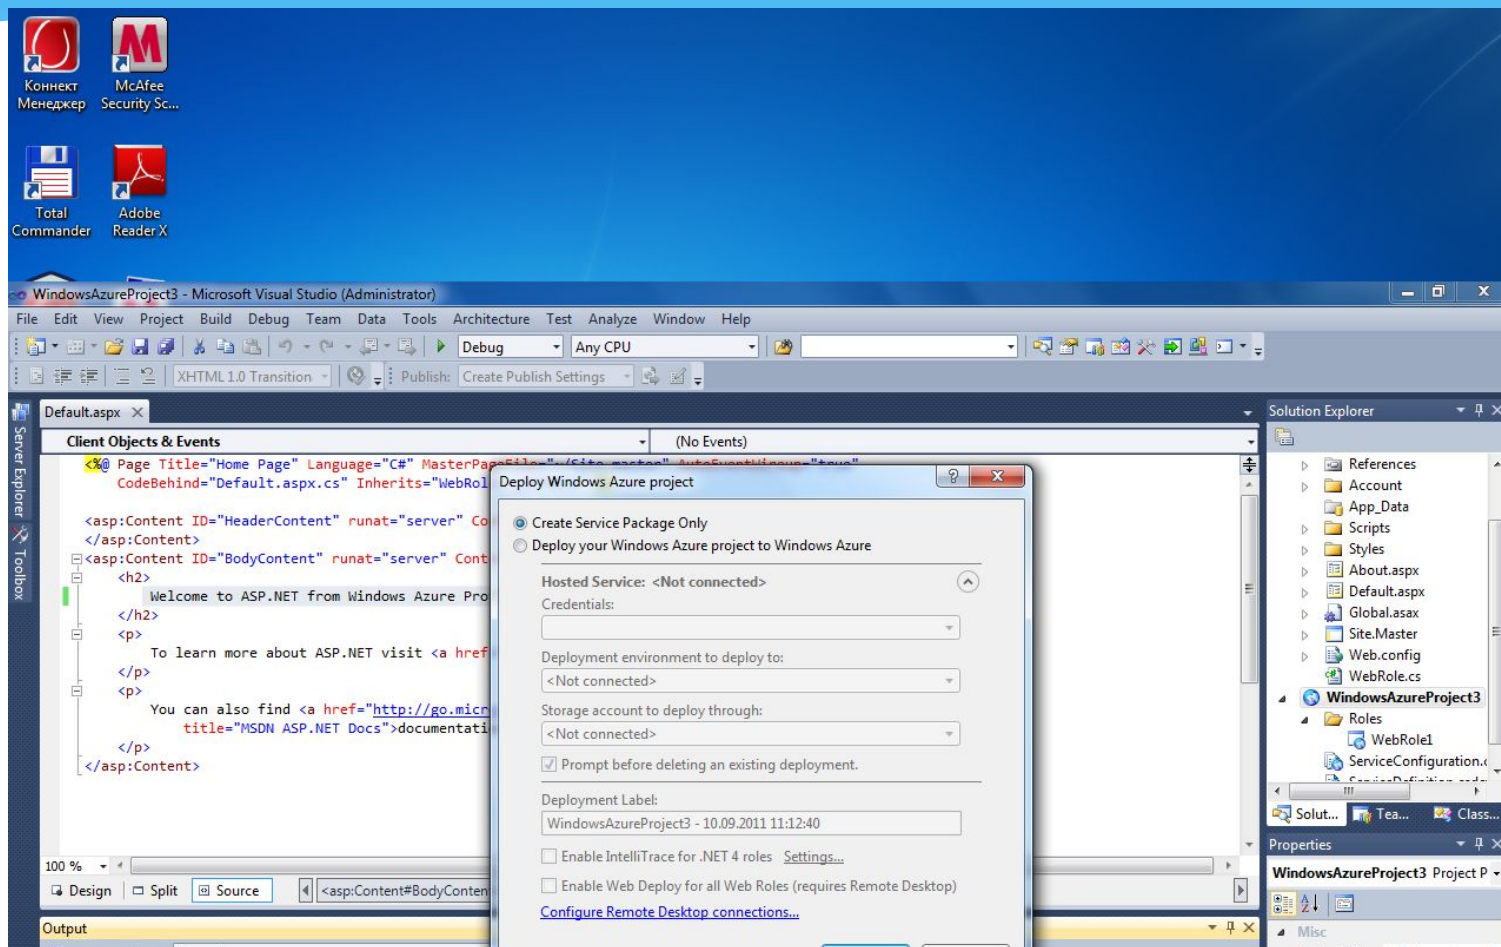 Коннект
Менеджер
McAfee
Security Sc...
Total
Commander
Adobe
Reader X
WindowsAzureProject3 - Microsoft Visual Studio (Administrator)
File Edit View Project Build Debug Team Data Tools Architecture Test Analyze Window Help
Debug Any CPU
XHTML 1.0 Transition Publish: Create Publish Settings
Server Explorer
Toolbox
Default.aspx
Client Objects & Events (No Events)
<%@ Page Title="Home Page" Language="C#" MasterPageFile="~/Site.master" AutoEventWireup="true"
CodeBehind="Default.aspx.cs" Inherits="WebRol
<asp:Content ID="HeaderContent" runat="server" Co
</asp:Content>
<asp:Content ID="BodyContent" runat="server" Cont
<h2>
Welcome to ASP.NET from Windows Azure Pro
</h2>
<p>
To learn more about ASP.NET visit <a href
</p>
<p>
You can also find <a href="http://go.micr
title="MSDN ASP.NET Docs">documentati
</p>
</asp:Content>
100 %
Design Split Source <asp:Content#BodyConten
Output
Deploy Windows Azure project
Create Service Package Only
Deploy your Windows Azure project to Windows Azure
Hosted Service: <Not connected>
Credentials:
Deployment environment to deploy to:
<Not connected>
Storage account to deploy through:
<Not connected>
Prompt before deleting an existing deployment.
Deployment Label:
WindowsAzureProject3 - 10.09.2011 11:12:40
Enable IntelliTrace for .NET 4 roles Settings...
Enable Web Deploy for all Web Roles (requires Remote Desktop)
Configure Remote Desktop connections...
Solution Explorer
References
Account
App_Data
Scripts
Styles
About.aspx
Default.aspx
Global.asax
Site.Master
Web.config
WebRole.cs
WindowsAzureProject3
Roles
WebRole1
ServiceConfiguration.c
Solut... Tea... Class...
Properties
WindowsAzureProject3 Project P
Misc